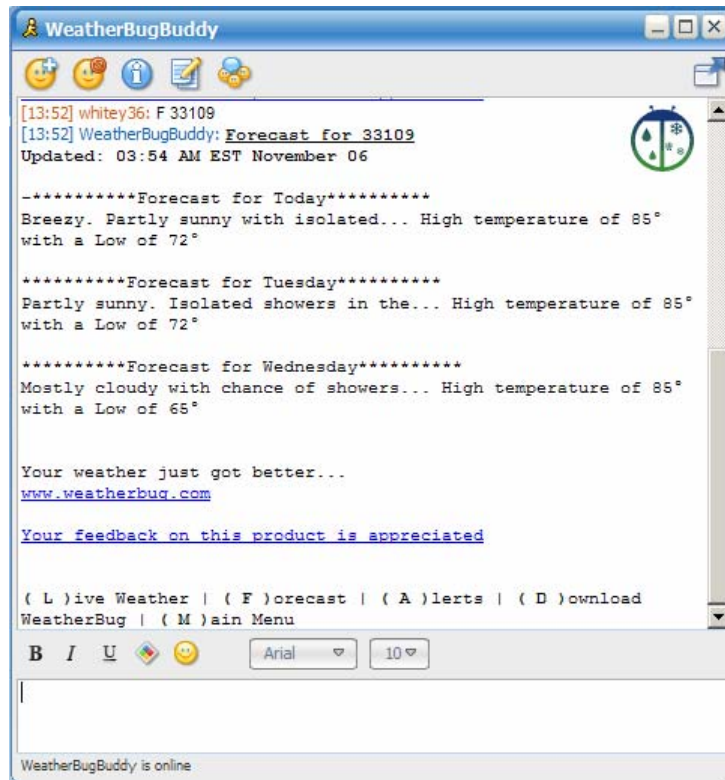 WeatherBugBuddy
[13:52] whitey36: F 33109
[13:52] WeatherBugBuddy: Forecast for 33109
Updated: 03:54 AM EST November 06
-**********Forecast for Today**********
Breezy. Partly sunny with isolated... High temperature of 85°
with a Low of 72°
**********Forecast for Tuesday**********
Partly sunny. Isolated showers in the... High temperature of 85°
with a Low of 72°
**********Forecast for Wednesday**********
Mostly cloudy with chance of showers... High temperature of 85°
with a Low of 65°
Your weather just got better...
www.weatherbug.com
Your feedback on this product is appreciated
( L )ive Weather | ( F )orecast | ( A )lerts | ( D )ownload
WeatherBug | ( M )ain Menu
B I U Arial 10
WeatherBugBuddy is online